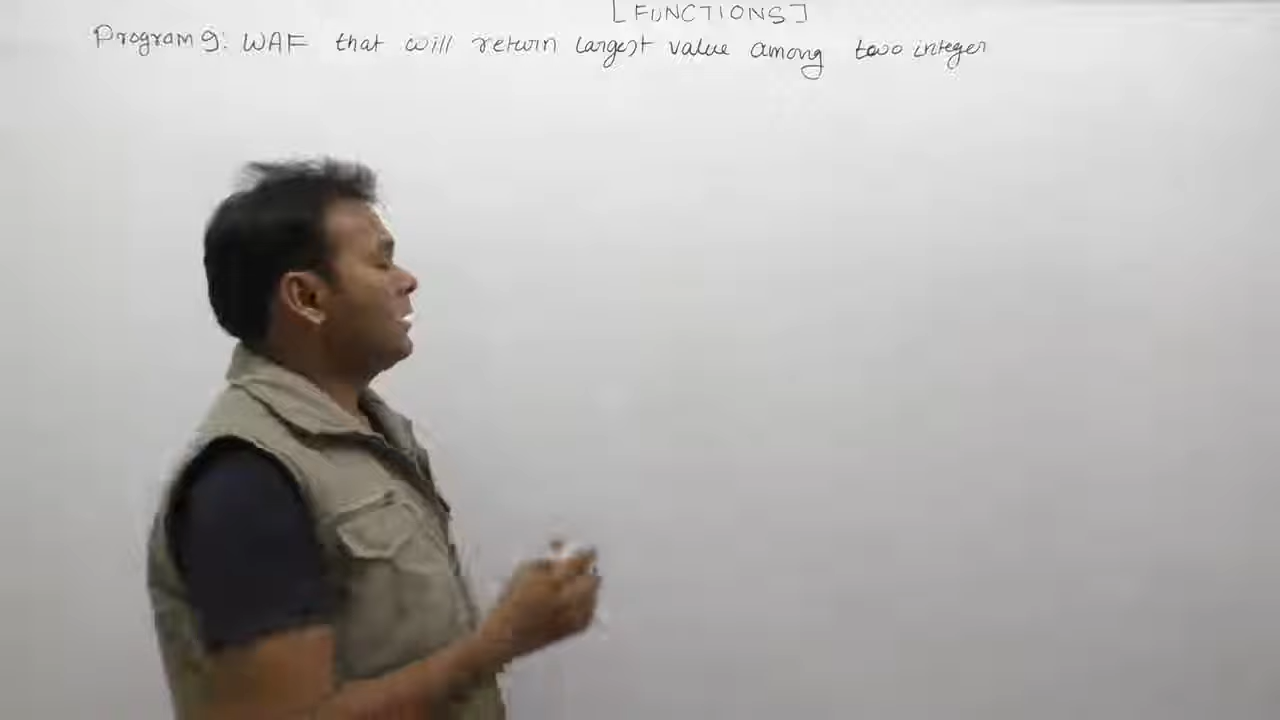 [FUNCTIONS]
Program 9: WAF that will return largest value among two integer